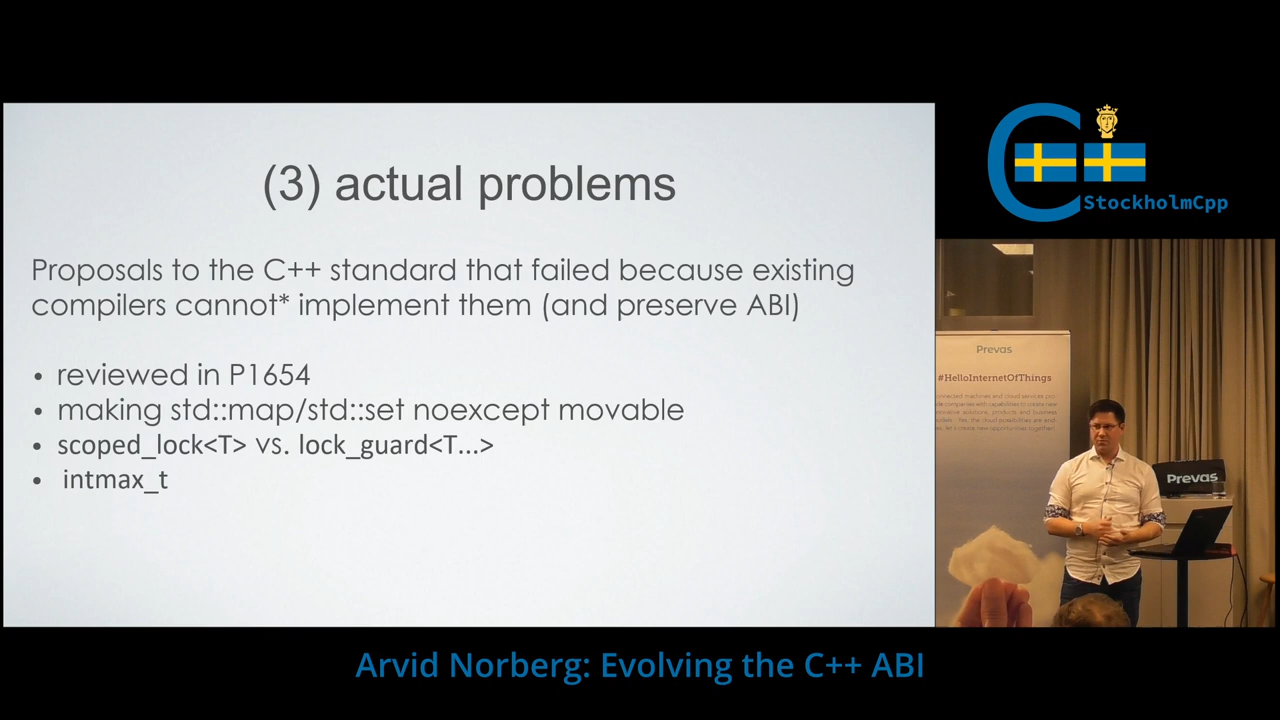 (3) actual problems
Proposals to the C++ standard that failed because existing
compilers cannot* implement them (and preserve ABI)
• reviewed in P1654
• making std::map/std::set noexcept movable
• scoped_lock<T> vs. lock_guard<T...>
• intmax_t
StockholmCpp
Prevas
#HelloInternetOfThings
Prevas
Arvid Norberg: Evolving the C++ ABI